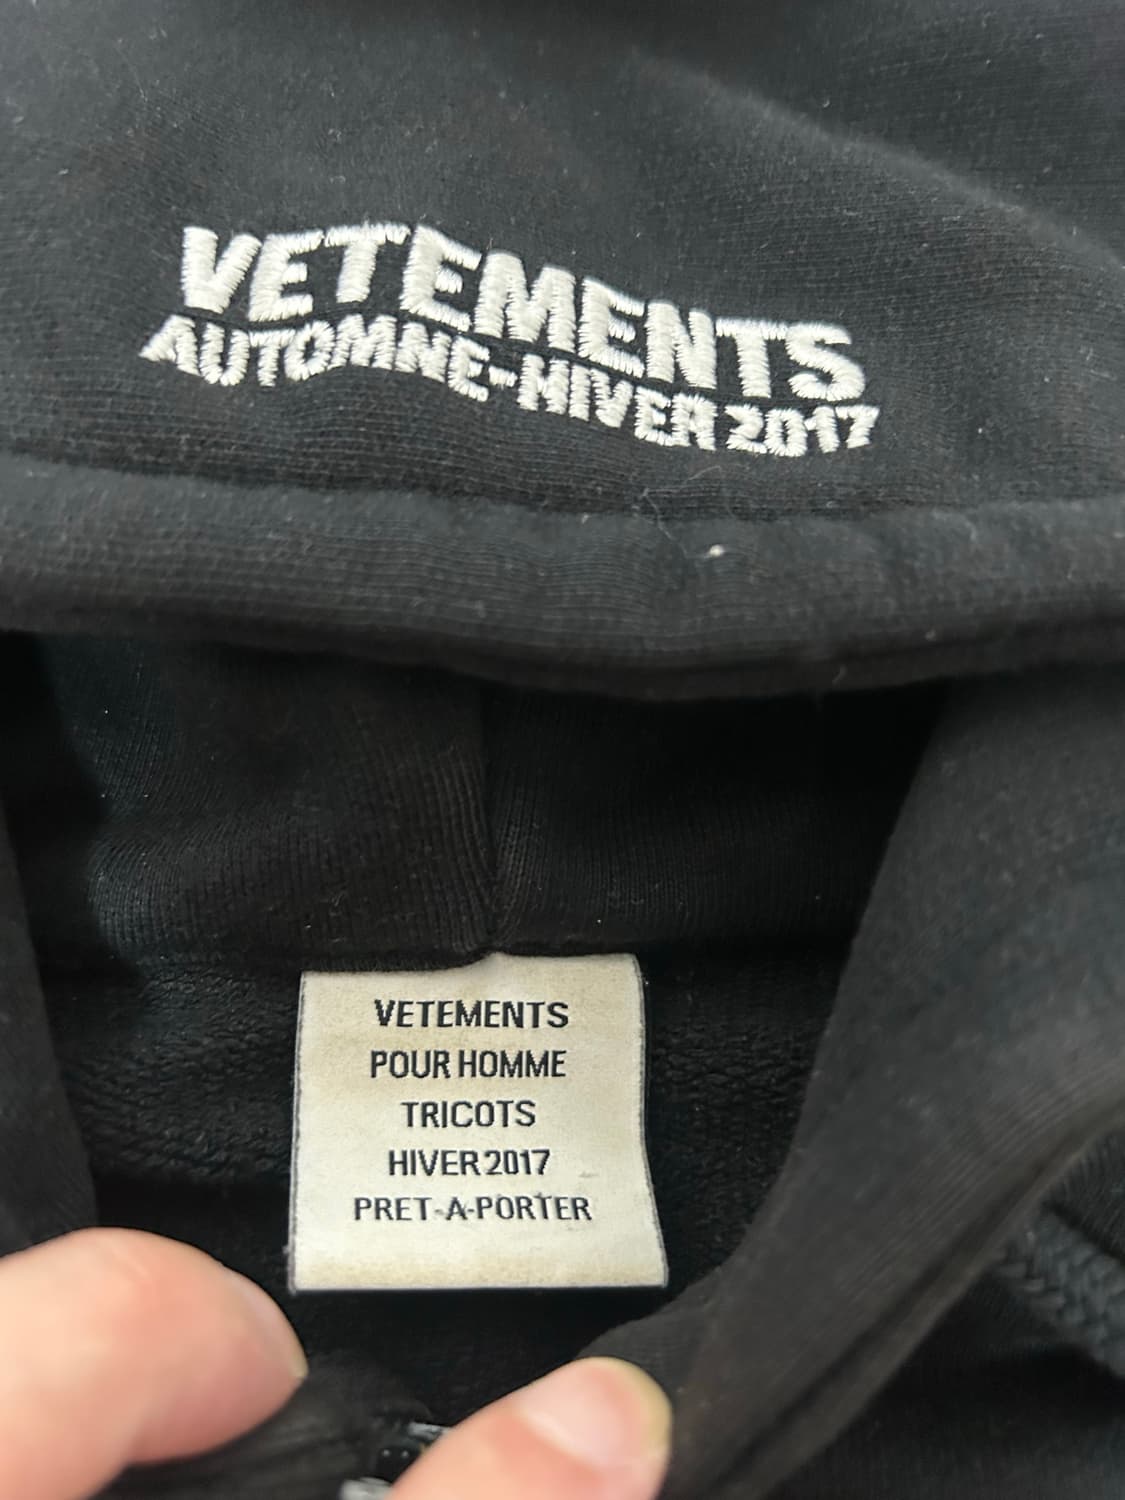 VETEMENTS
AUTOMNE-HIVER 2017
VETEMENTS
POUR HOMME
TRICOTS
HIVER 2017
PRET-A-PORTER